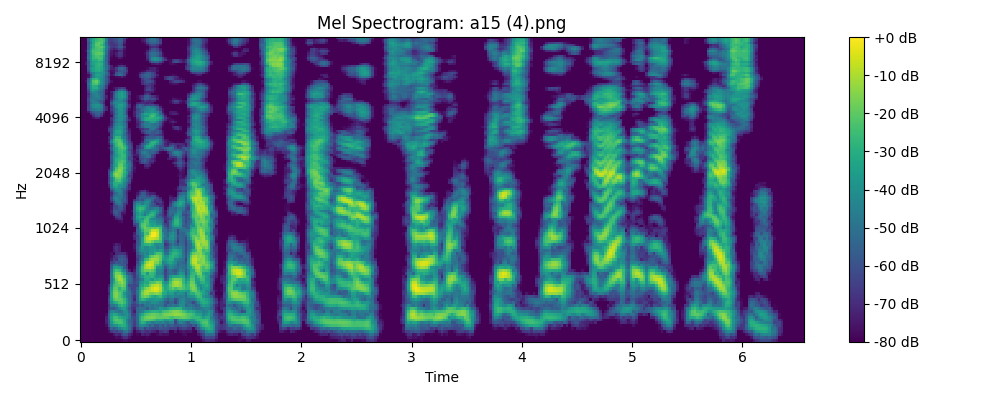 Mel Spectrogram: a15 (4).png
+0 dB
8192
-10 dB
4096
-20 dB
-30 dB
Hz
2048
-40 dB
1024
-50 dB
512
-60 dB
-70 dB
0
-80 dB
0 1 2 3 4 5 6
Time